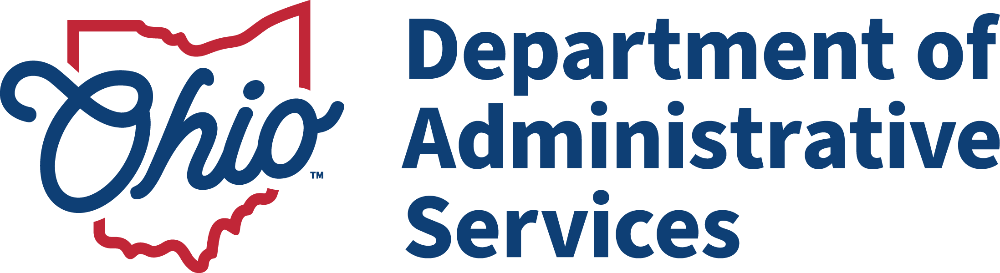 Ohio™
Department of
Administrative
Services